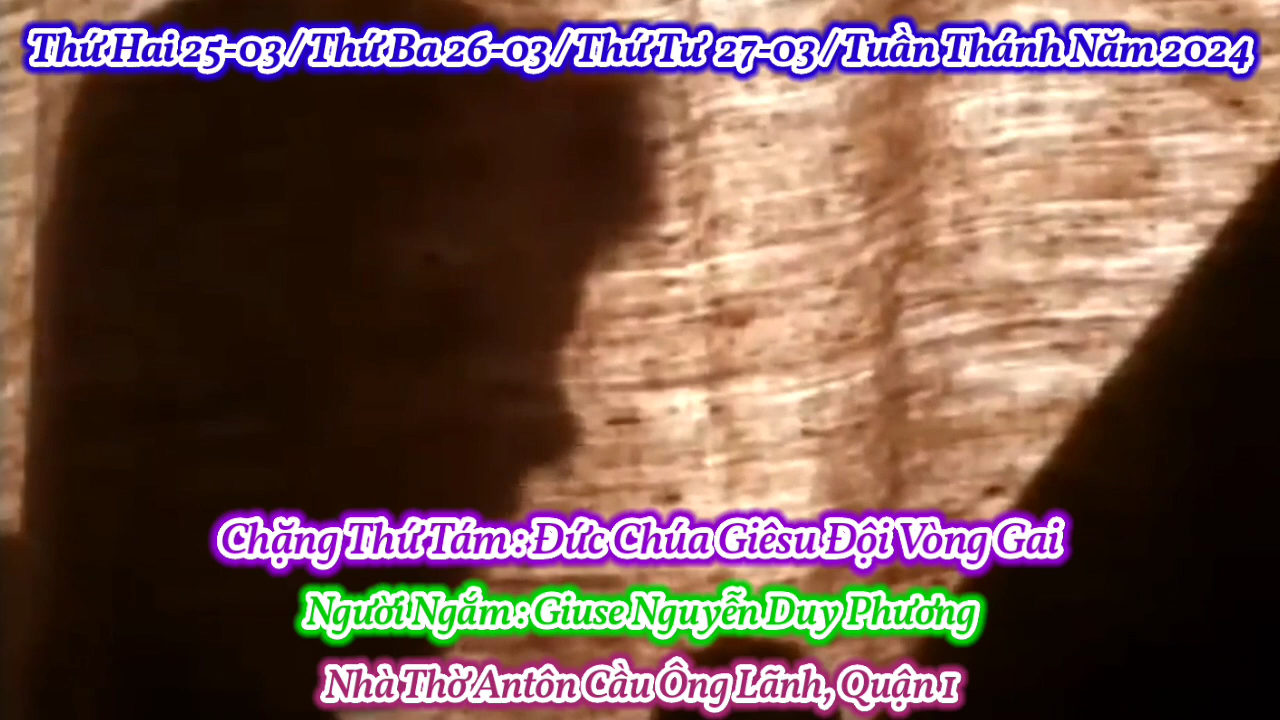 Thứ Hai 25-03 / Thứ Ba 26-03 / Thứ Tư 27-03 / Tuần Thánh Năm 2024
Chặng Thứ Tám : Đức Chúa Giêsu Đội Vòng Gai
Người Ngắm : Giuse Nguyễn Duy Phương
Nhà Thờ Antôn Cầu Ông Lãnh, Quận 1